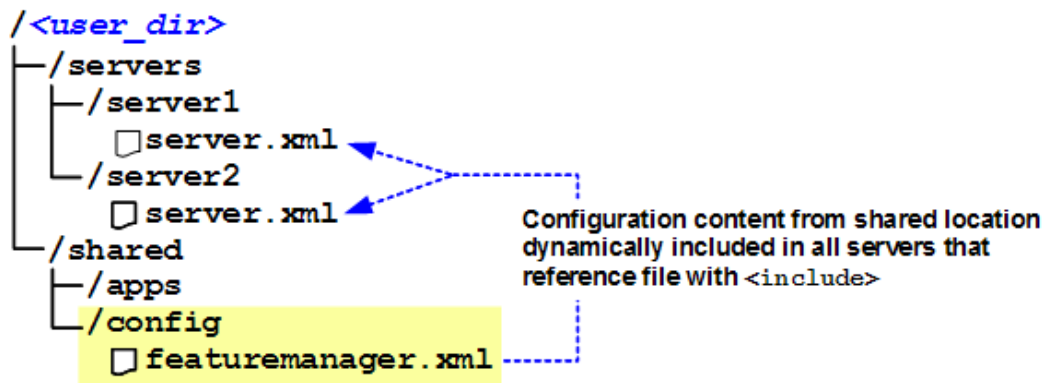 /<user_dir>
/servers
/server1
server.xml
/server2
server.xml
Configuration content from shared location
dynamically included in all servers that
reference file with <include>
/shared
/apps
/config
featuremanager.xml